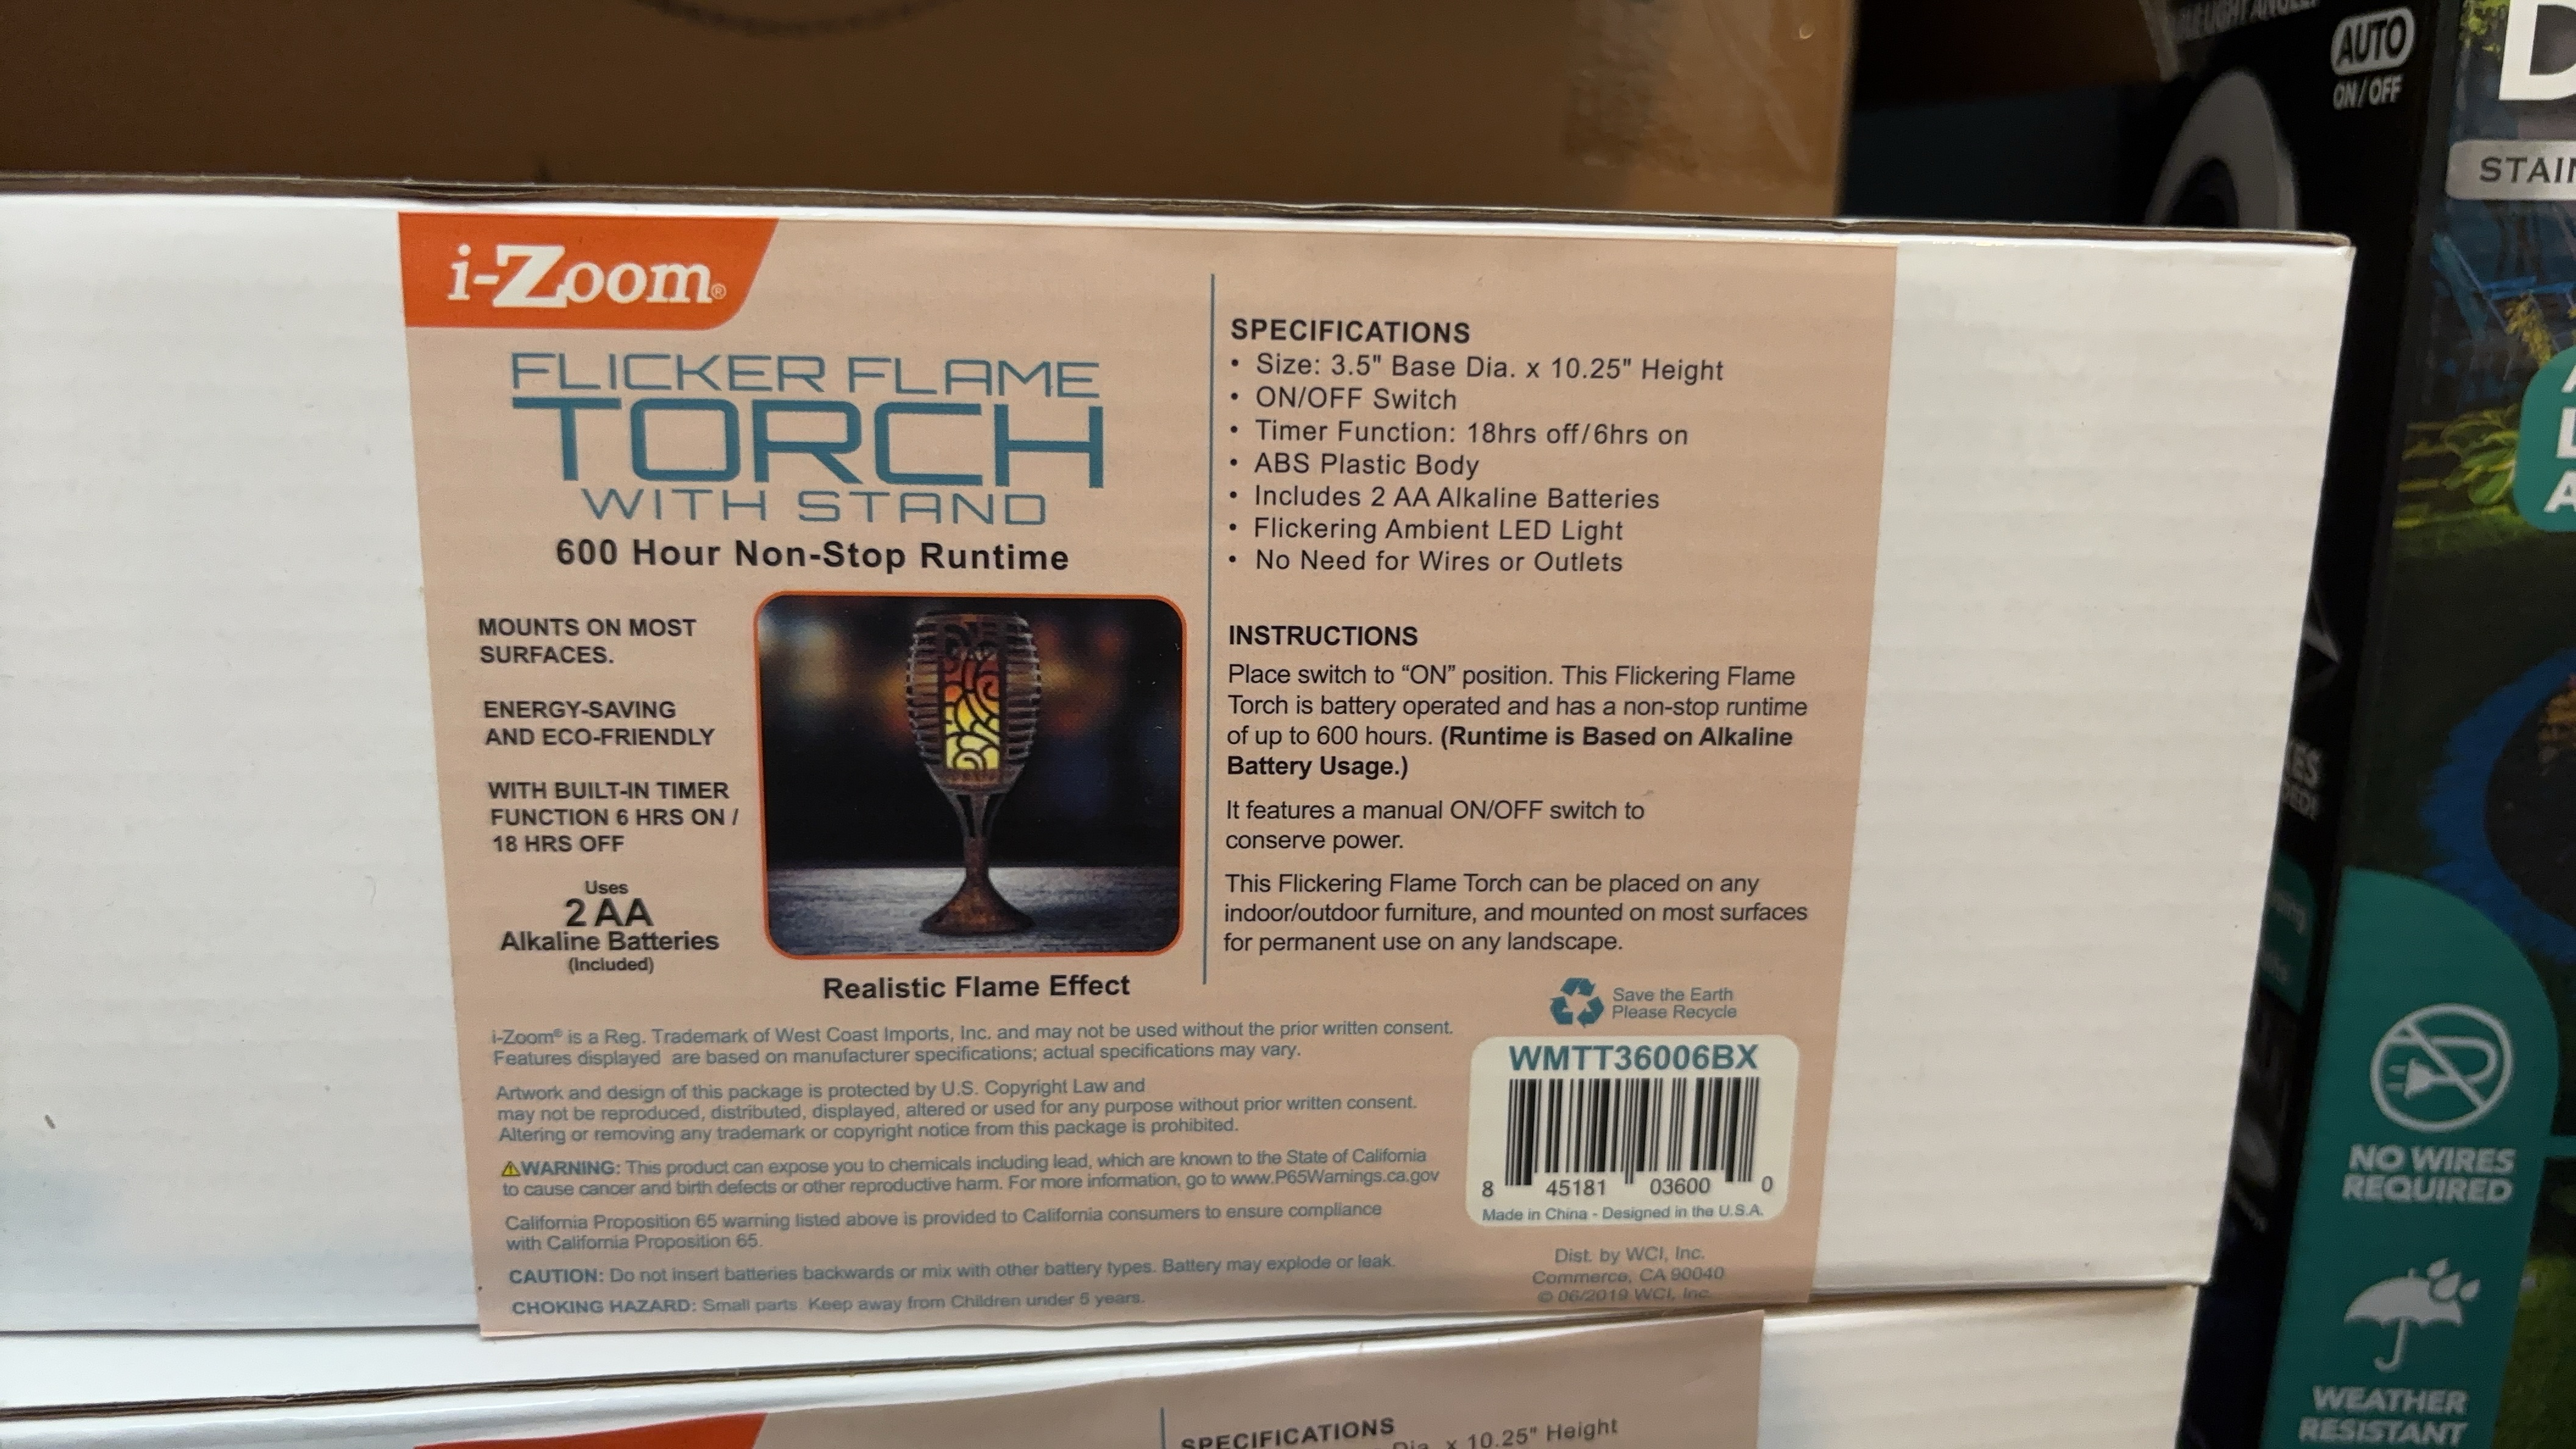 i-Zoom®
FLICKER FLAME
TORCH
WITH STAND
600 Hour Non-Stop Runtime
MOUNTS ON MOST
SURFACES.
ENERGY-SAVING
AND ECO-FRIENDLY
WITH BUILT-IN TIMER
FUNCTION 6 HRS ON /
18 HRS OFF
Uses
2 AA
Alkaline Batteries
(Included)
Realistic Flame Effect
SPECIFICATIONS
• Size: 3.5" Base Dia. x 10.25" Height
• ON/OFF Switch
• Timer Function: 18hrs off/6hrs on
• ABS Plastic Body
• Includes 2 AA Alkaline Batteries
• Flickering Ambient LED Light
• No Need for Wires or Outlets
INSTRUCTIONS
Place switch to “ON” position. This Flickering Flame
Torch is battery operated and has a non-stop runtime
of up to 600 hours. (Runtime is Based on Alkaline
Battery Usage.)
It features a manual ON/OFF switch to
conserve power.
This Flickering Flame Torch can be placed on any
indoor/outdoor furniture, and mounted on most surfaces
for permanent use on any landscape.
Save the Earth
Please Recycle
i-Zoom® is a Reg. Trademark of West Coast Imports, Inc. and may not be used without the prior written consent.
Features displayed are based on manufacturer specifications; actual specifications may vary.
Artwork and design of this package is protected by U.S. Copyright Law and
may not be reproduced, distributed, displayed, altered or used for any purpose without prior written consent.
Altering or removing any trademark or copyright notice from this package is prohibited.
WARNING: This product can expose you to chemicals including lead, which are known to the State of California
to cause cancer and birth defects or other reproductive harm. For more information, go to www.P65Warnings.ca.gov
California Proposition 65 warning listed above is provided to California consumers to ensure compliance
with California Proposition 65.
CAUTION: Do not insert batteries backwards or mix with other battery types. Battery may explode or leak.
CHOKING HAZARD: Small parts. Keep away from Children under 5 years.
WMTT36006BX
8 45181 03600 0
Made in China - Designed in the U.S.A.
Dist. by WCI, Inc.
Commerce, CA 90040
© 06/2019 WCI, Inc.
SPECIFICATIONS
Dia. x 10.25" Height
AUTO
ON/OFF
NO WIRES
REQUIRED
WEATHER
RESISTANT